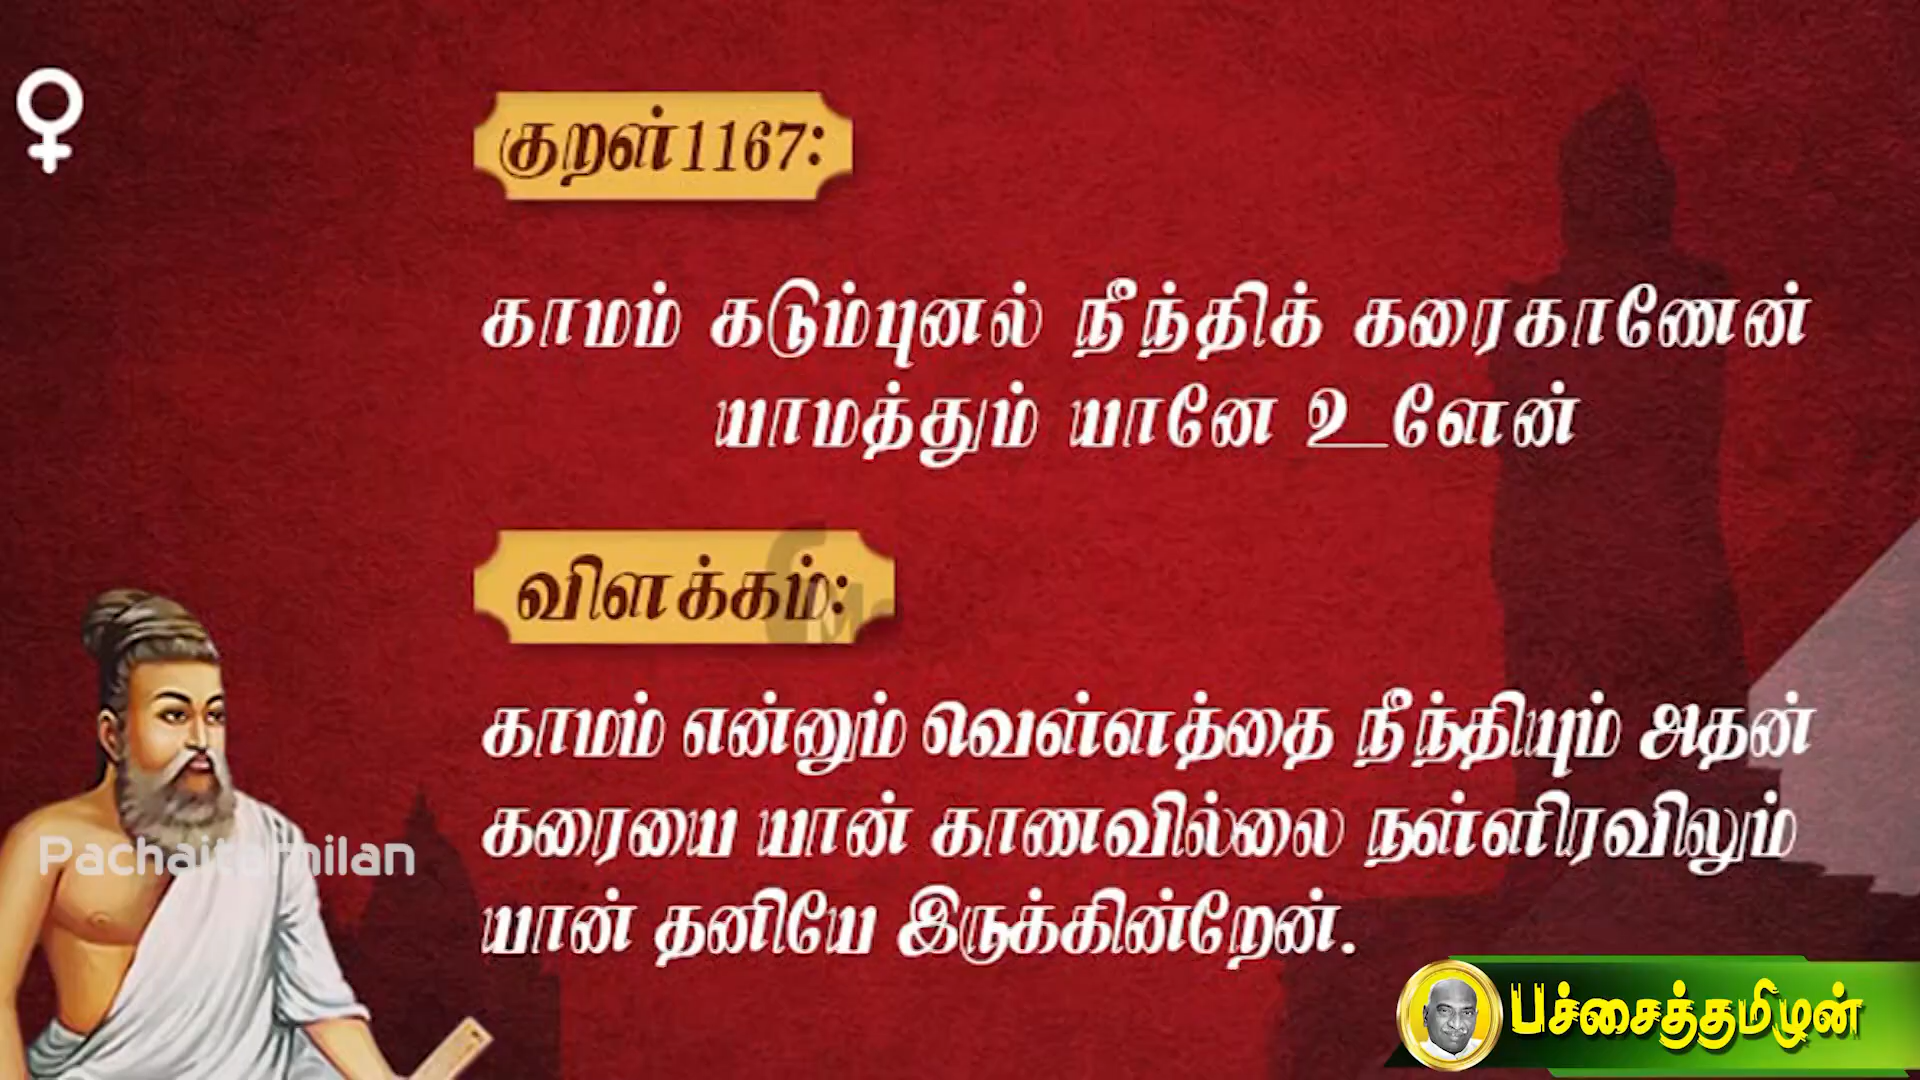 குறள் 1167:
காமம் கடும்புனல் நீந்திக் கரைகாணேன்
யாமத்தும் யானே உளேன்
விளக்கம்:
காமம் என்னும் வெள்ளத்தை நீந்தியும் அதன்
கரையை யான் காணவில்லை நள்ளிரவிலும்
யான் தனியே இருக்கின்றேன்.
Pachaitamilan
பச்சைத்தமிழன்